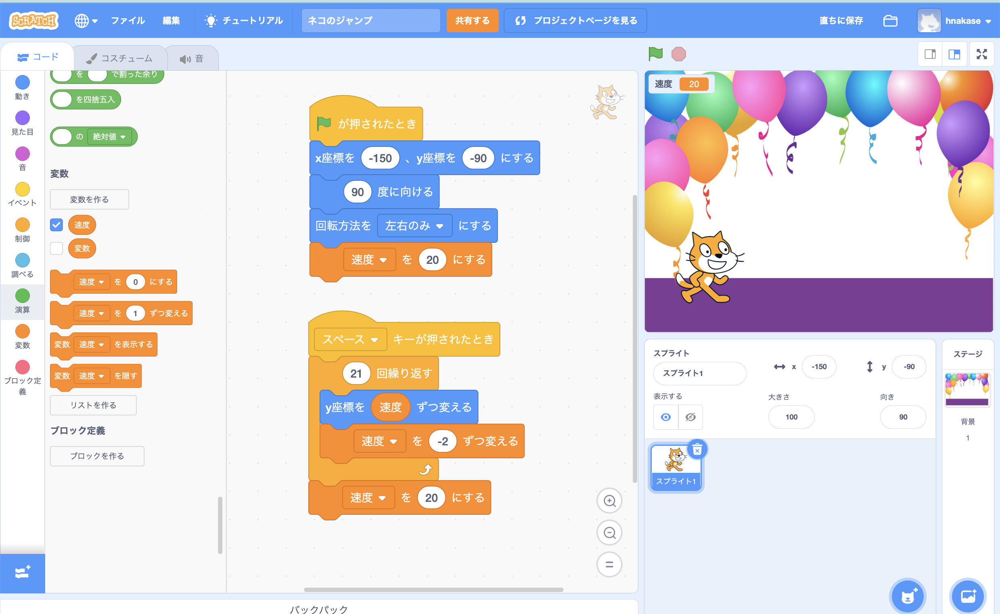 SCRATCH
ファイル
編集
チュートリアル
ネコのジャンプ
共有する
プロジェクトページを見る
直ちに保存
hnakase
コード
コスチューム
音
動き
見た目
音
イベント
制御
調べる
演算
変数
ブロック定
義
を で割った余り
を四捨五入
の 絶対値
変数
変数を作る
速度
変数
速度 を 0 にする
速度 を 1 ずつ変える
変数 速度 を表示する
変数 速度 を隠す
リストを作る
ブロック定義
ブロックを作る
が押されたとき
x座標を -150 、y座標を -90 にする
90 度に向ける
回転方法を 左右のみ にする
速度 を 20 にする
スペース キーが押されたとき
21 回繰り返す
y座標を 速度 ずつ変える
速度 を -2 ずつ変える
速度 を 20 にする
バックパック
速度 20
スプライト
スプライト1
x -150
y -90
表示する
大きさ
100
向き
90
スプライト1
ステージ
背景
1